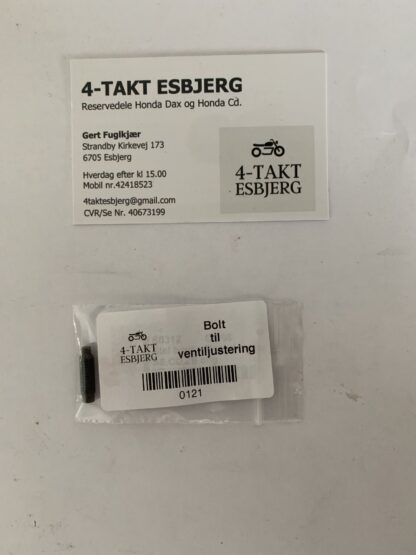 4-TAKT ESBJERG
Reservedele Honda Dax og Honda Cd.
Gert Fuglkjær
Strandby Kirkevej 173
6705 Esbjerg
Hverdag efter kl 15.00
Mobil nr.42418523
4taktesbjerg@gmail.com
CVR/Se Nr. 40673199
4-TAKT
ESBJERG
4-TAKT
ESBJERG
Bolt
til
ventiljustering
0121